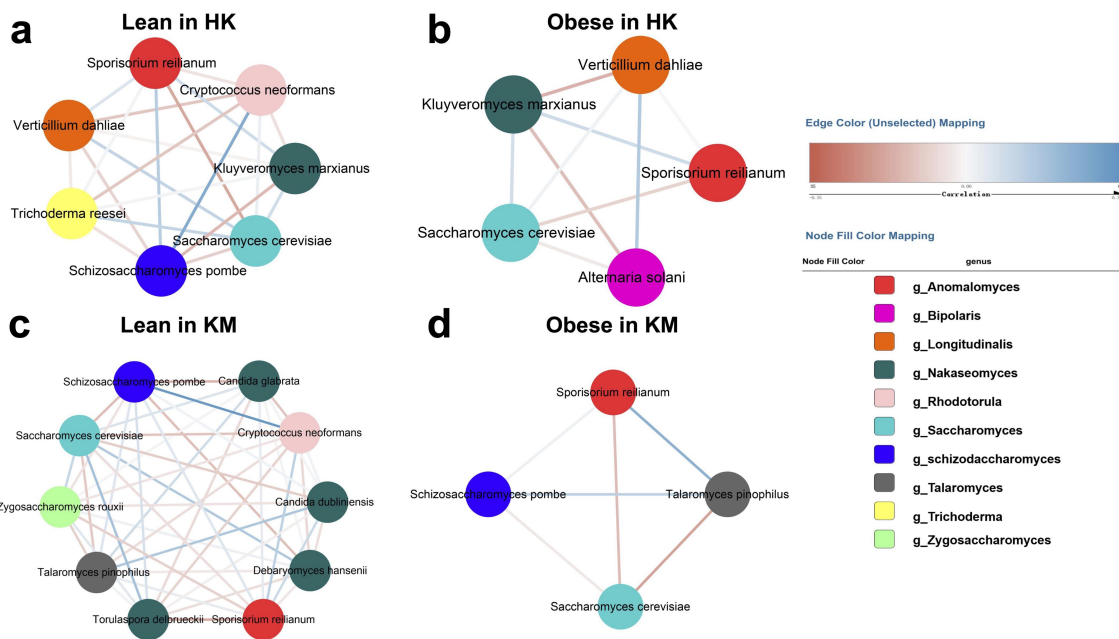 a
Lean in HK
Sporisorium reilianum
Cryptococcus neoformans
Verticillium dahliae
Kluyveromyces marxianus
Trichoderma reesei
Saccharomyces cerevisiae
Schizosaccharomyces pombe
b
Obese in HK
Verticillium dahliae
Kluyveromyces marxianus
Sporisorium reilianum
Saccharomyces cerevisiae
Alternaria solani
Edge Color (Unselected) Mapping
0.00
Correlation
Node Fill Color Mapping
Node Fill Color genus
g_Anomalomyces
g_Bipolaris
g_Longitudinalis
g_Nakaseomyces
g_Rhodotorula
g_Saccharomyces
g_schizodaccharomyces
g_Talaromyces
g_Trichoderma
g_Zygosaccharomyces
c
Lean in KM
Schizosaccharomyces pombe
Candida glabrata
Saccharomyces cerevisiae
Cryptococcus neoformans
Zygosaccharomyces rouxii
Candida dubliniensis
Talaromyces pinophilus
Debaryomyces hansenii
Torulaspora delbrueckii
Sporisorium reilianum
d
Obese in KM
Sporisorium reilianum
Schizosaccharomyces pombe
Talaromyces pinophilus
Saccharomyces cerevisiae